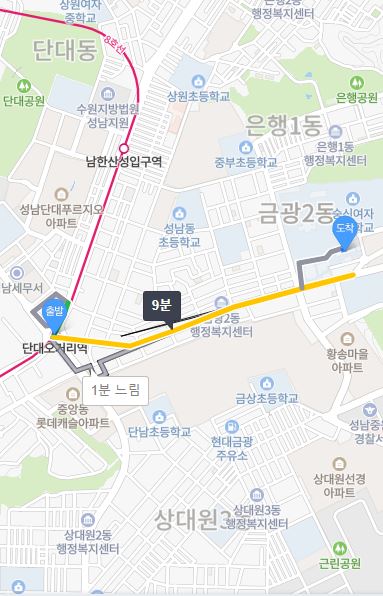 상원여자
중학교
8호선
행정복지센터
단대동
단대공원
수원지방법원
성남지원
상원초등학교
은행공원
은행1동
은행1동
행정복지센터
남한산성입구역
중부초등학교
성남단대푸르지오
아파트
성남동
초등학교
금광2동
숭신여자
도착
남세무서
출발
9분
금광2동
행정복지센터
단대오거리역
황송마을
아파트
1분 느림
중앙동
롯데캐슬아파트
금상초등학교
단남초등학교
현대금광
주유소
성남중원
경찰서
상대원선경
아파트
상대원3동
상대원3동
행정복지센터
상대원2동
행정복지센터
근린공원